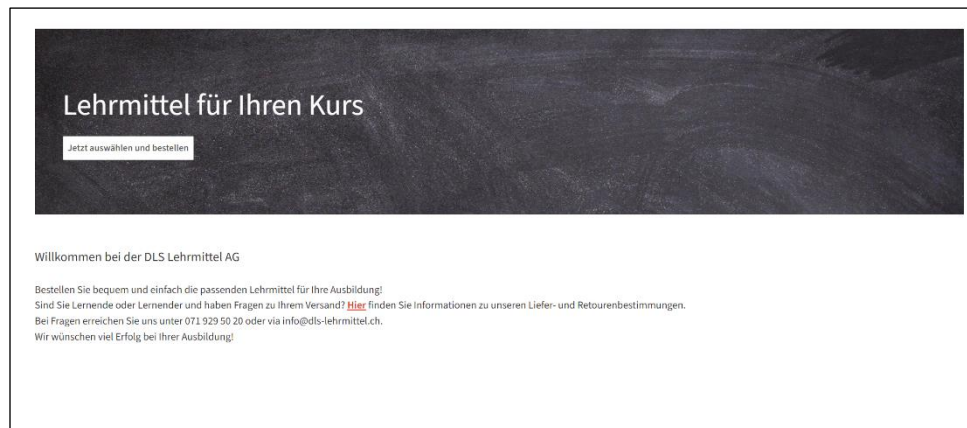 Lehrmittel für Ihren Kurs
Jetzt auswählen und bestellen
Willkommen bei der DLS Lehrmittel AG
Bestellen Sie bequem und einfach die passenden Lehrmittel für Ihre Ausbildung!
Sind Sie Lernende oder Lernender und haben Fragen zu Ihrem Versand? Hier finden Sie Informationen zu unseren Liefer- und Retourenbestimmungen.
Bei Fragen erreichen Sie uns unter 071 929 50 20 oder via info@dls-lehrmittel.ch.
Wir wünschen viel Erfolg bei Ihrer Ausbildung!